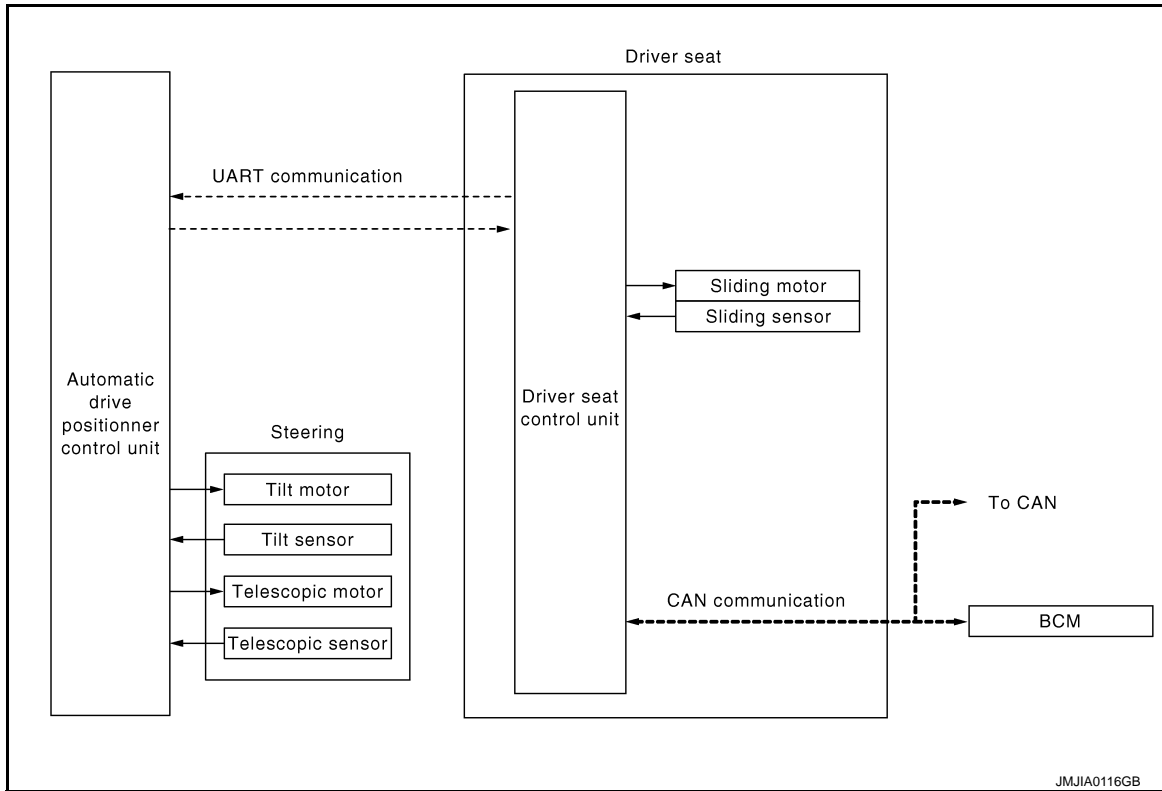 Driver seat
UART communication
Sliding motor
Sliding sensor
Automatic
drive
positionner
control unit
Driver seat
control unit
Steering
Tilt motor
Tilt sensor
Telescopic motor
Telescopic sensor
To CAN
CAN communication
BCM
JMJIA0116GB